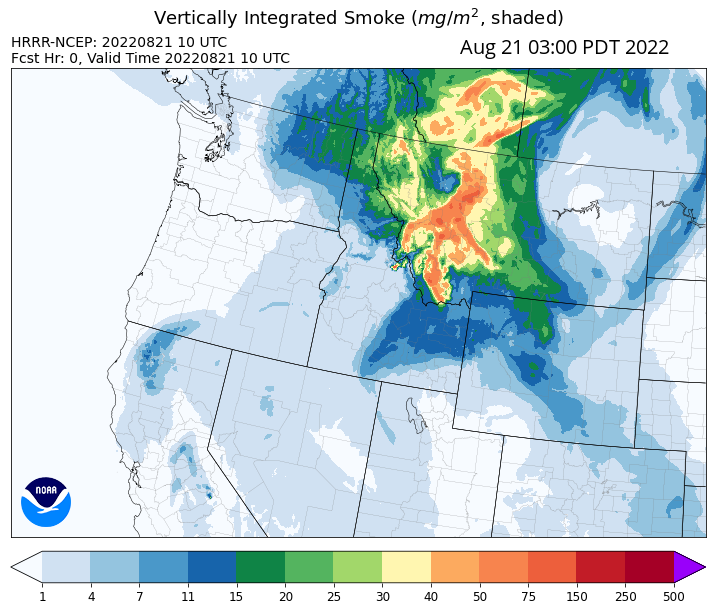 Vertically Integrated Smoke (mg/m², shaded)
HRRR-NCEP: 20220821 10 UTC
Aug 21 03:00 PDT 2022
Fcst Hr: 0, Valid Time 20220821 10 UTC
NOAA
1 4 7 11 15 20 25 30 40 50 75 150 250 500